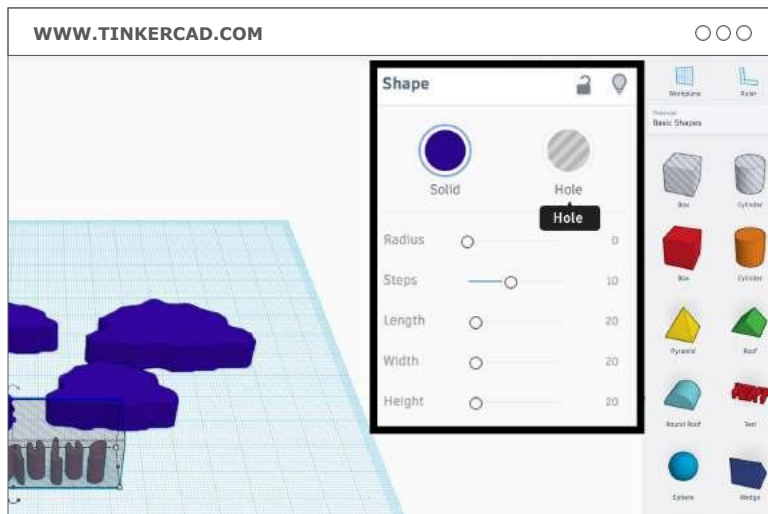 WWW.TINKERCAD.COM
Shape
Solid
Hole
Hole
Radius 0
Steps 10
Length 20
Width 20
Height 20
Workplane Ruler
Tinkercad
Basic Shapes
Box Cylinder
Box Cylinder
Pyramid Roof
Round Roof Text
Sphere Wedge